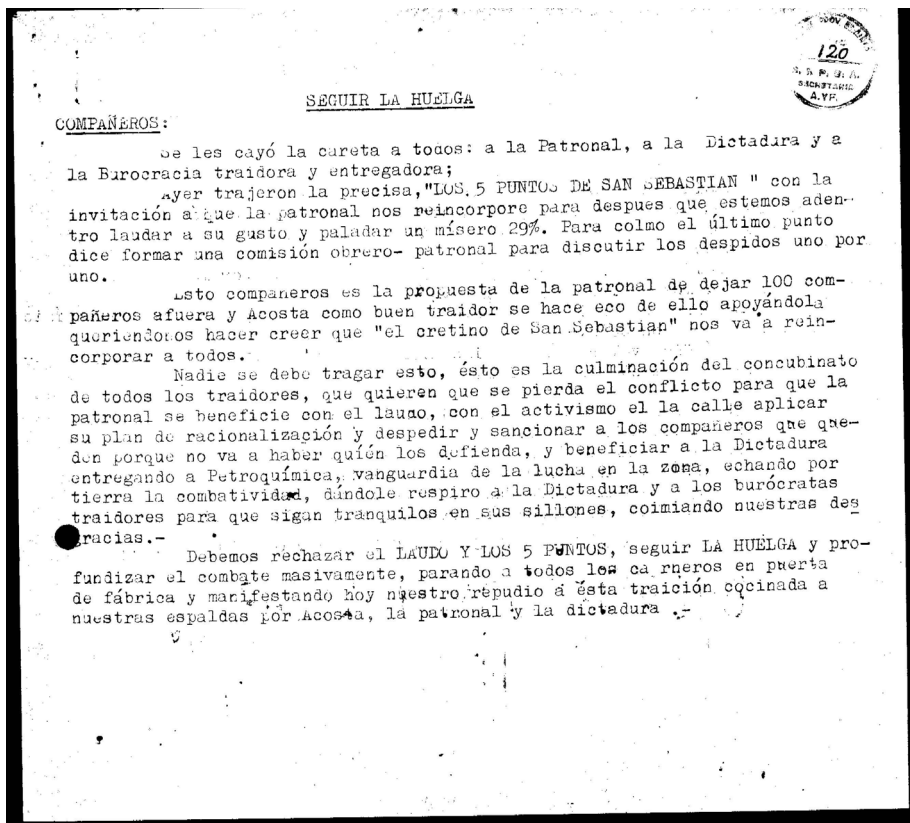 120
S. I. P. B. A.
SECRETARIA
A.YF.
SEGUIR LA HUELGA
COMPAÑEROS:
Se les cayó la careta a todos: a la Patronal, a la Dictadura y a
la Burocracia traidora y entregadora;
Ayer trajeron la precisa,"LOS 5 PUNTOS DE SAN SEBASTIAN " con la
invitación a que la patronal nos reincorpore para despues que estemos aden-
tro laudar a su gusto y paladar un mísero 29%. Para colmo el último punto
dice formar una comisión obrero- patronal para discutir los despidos uno por
uno.
Esto compañeros es la propuesta de la patronal de dejar 100 com-
pañeros afuera y Acosta como buen traidor se hace eco de ello apoyándola
queriendonos hacer creer que "el cretino de San Sebastian" nos va a rein-
corporar a todos.
Nadie se debe tragar esto, ésto es la culminación del concubinato
de todos los traidores, que quieren que se pierda el conflicto para que la
patronal se beneficie con el laudo, con el activismo el la calle aplicar
su plan de racionalización y despedir y sancionar a los compañeros que que-
den porque no va a haber quién los defienda, y beneficiar a la Dictadura
entregando a Petroquímica, vanguardia de la lucha en la zona, echando por
tierra la combatividad, dándole respiro a la Dictadura y a los burócratas
traidores para que sigan tranquilos en sus sillones, coimiando nuestras des
gracias.-
Debemos rechazar el LAUDO Y LOS 5 PUNTOS, seguir LA HUELGA y pro-
fundizar el combate masivamente, parando a todos los ca rneros en puerta
de fábrica y manifestando hoy nuestro repudio a ésta traición cocinada a
nuestras espaldas por Acosta, la patronal y la dictadura .-